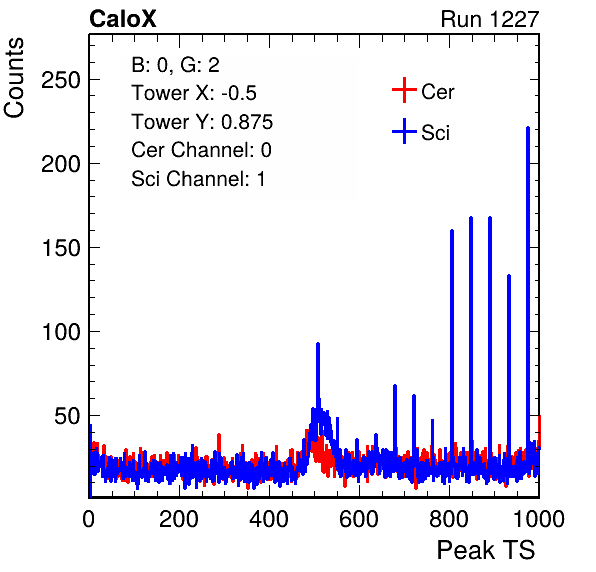 CaloX Run 1227
Counts
B: 0, G: 2
Tower X: -0.5
Tower Y: 0.875
Cer Channel: 0
Sci Channel: 1
Cer
Sci
250
200
150
100
50
0 200 400 600 800 1000
Peak TS